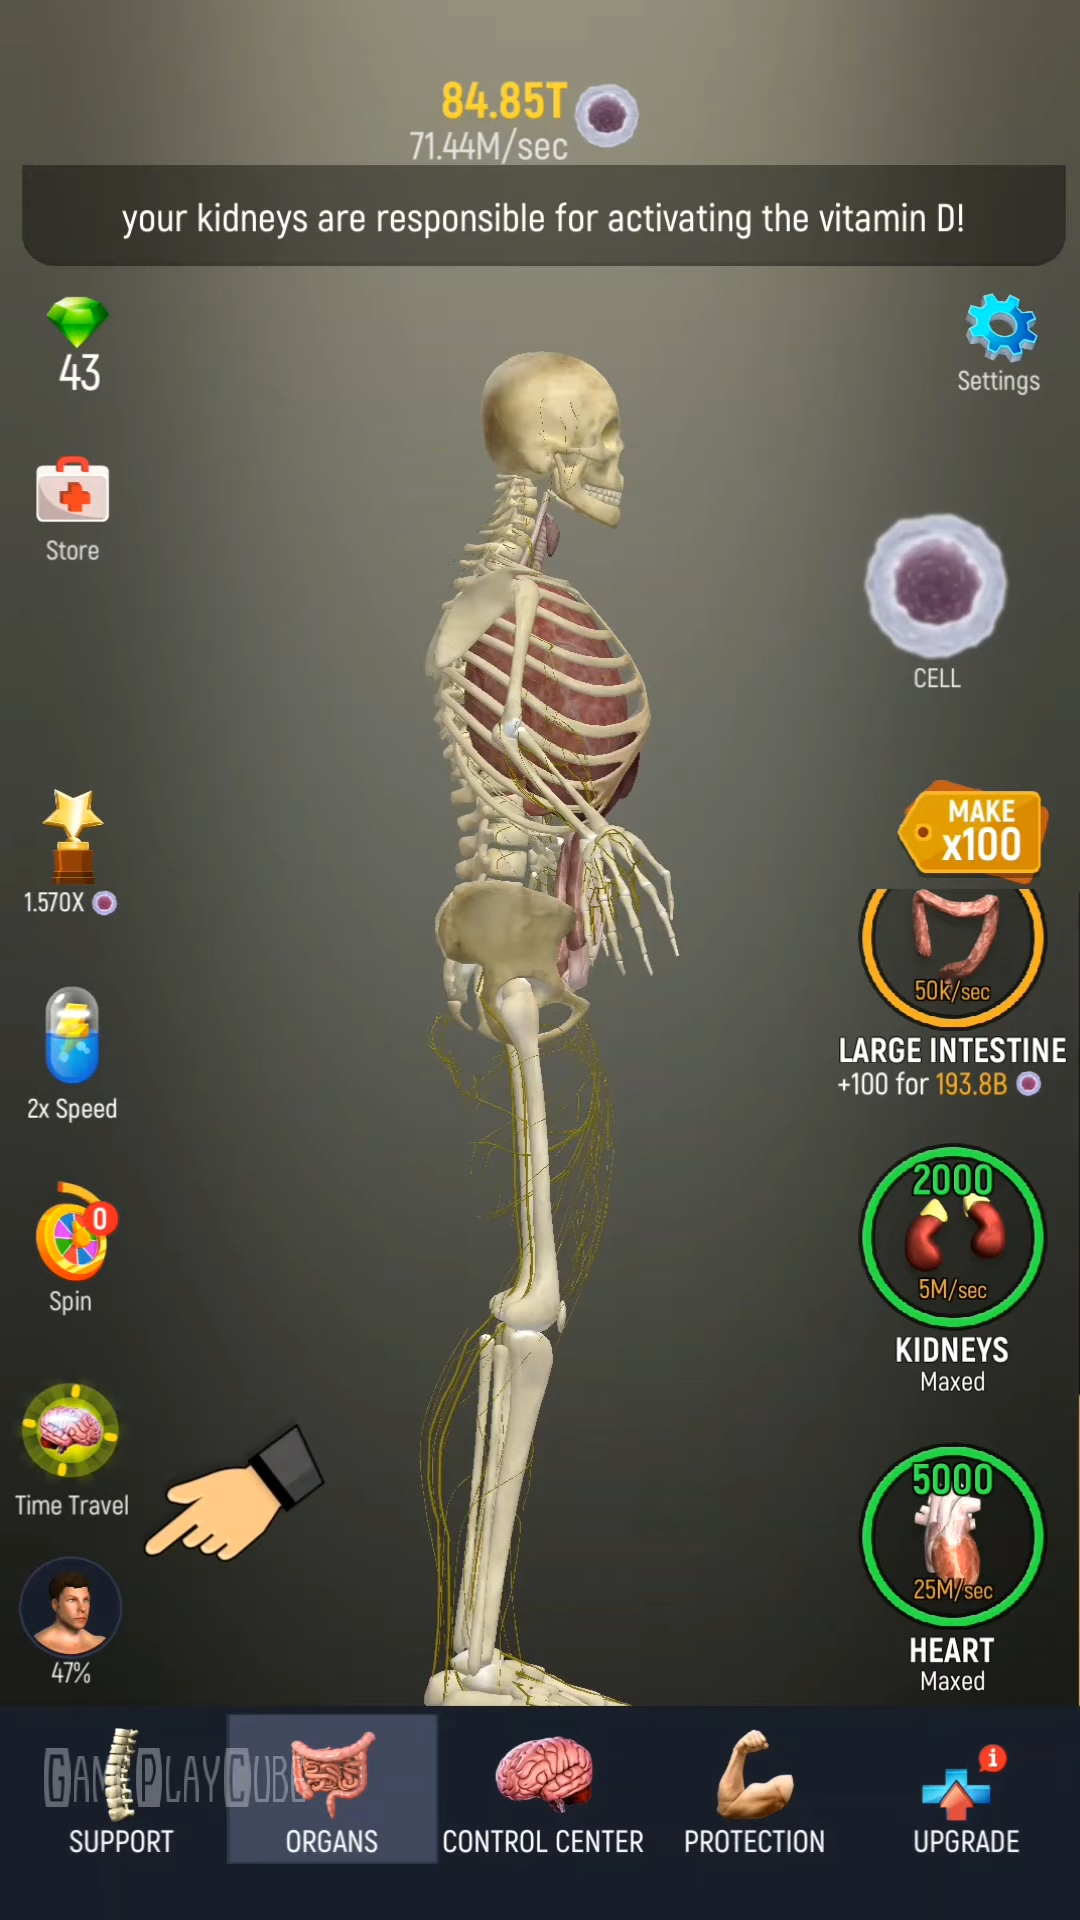 84.85T
71.44M/sec
your kidneys are responsible for activating the vitamin D!
43
Settings
Store
CELL
MAKE
x100
1.570X
50k/sec
LARGE INTESTINE
+100 for 193.8B
2x Speed
2000
5M/sec
KIDNEYS
Maxed
0
Spin
5000
25M/sec
HEART
Maxed
Time Travel
47%
i
GAMEPLAYCUBE
SUPPORT
ORGANS
CONTROL CENTER
PROTECTION
UPGRADE